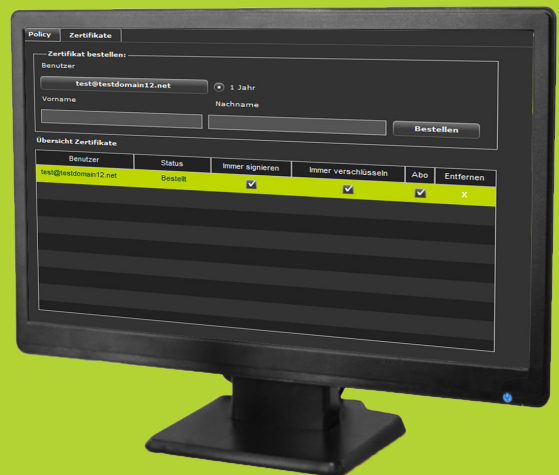 Policy Zertifikate
Zertifikat bestellen:
Benutzer
test@testdomain12.net 1 Jahr
Vorname Nachname
Bestellen
Übersicht Zertifikate
Benutzer Status Immer signieren Immer verschlüsseln Abo Entfernen
test@testdomain12.net Bestellt X